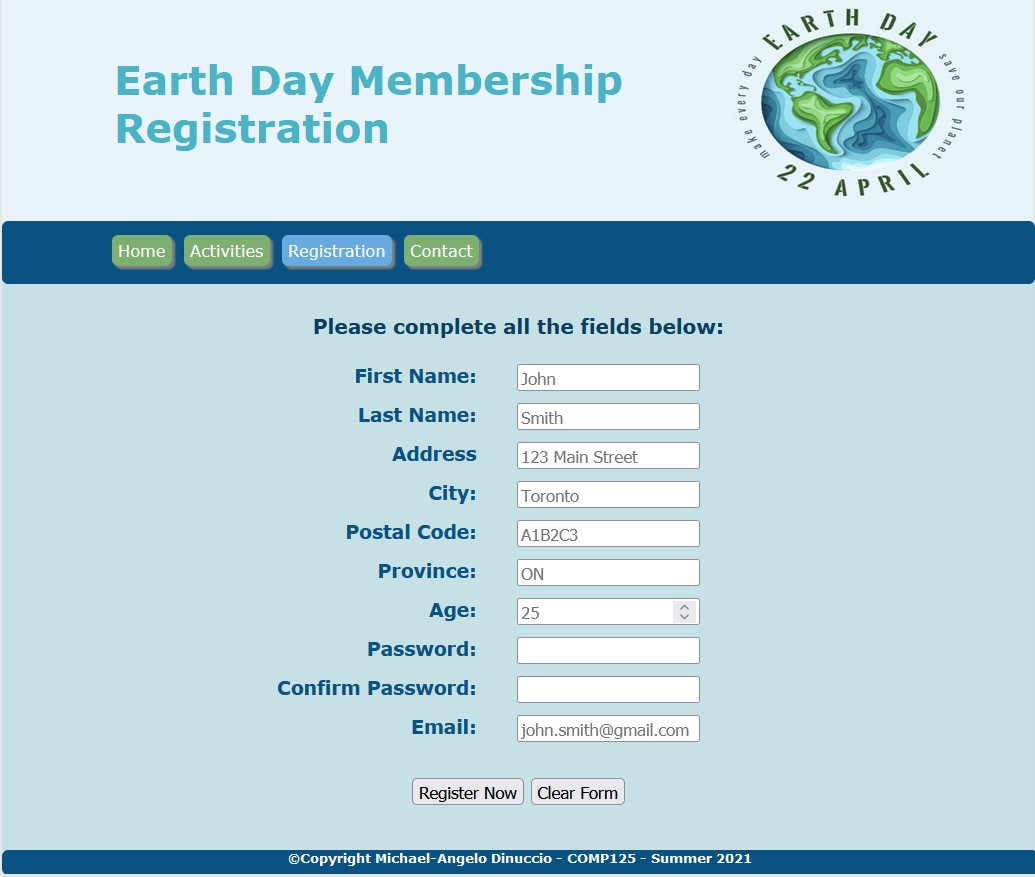 EARTH DAY
make every day
save our planet
22 APRIL
Earth Day Membership
Registration
Home Activities Registration Contact
Please complete all the fields below:
First Name: John
Last Name: Smith
Address 123 Main Street
City: Toronto
Postal Code: A1B2C3
Province: ON
Age: 25
Password:
Confirm Password:
Email: john.smith@gmail.com
Register Now Clear Form
©Copyright Michael-Angelo Dinuccio - COMP125 - Summer 2021